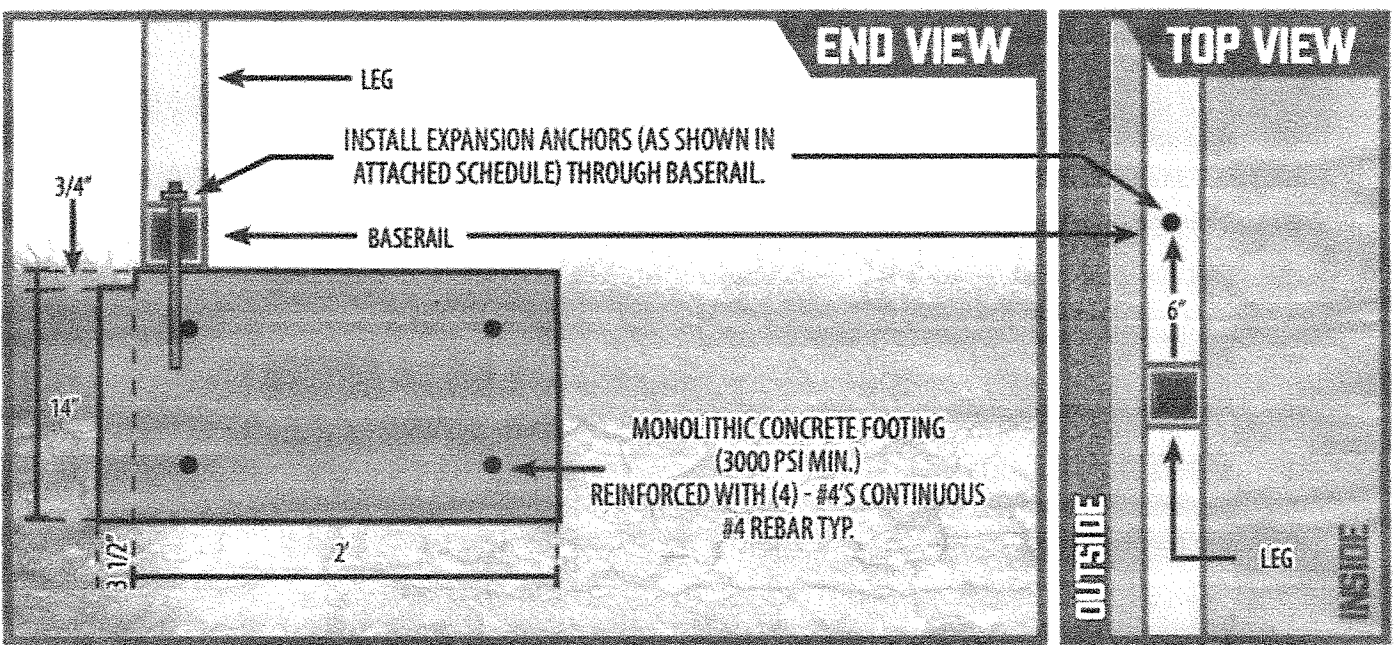 END VIEW
LEG
INSTALL EXPANSION ANCHORS (AS SHOWN IN
ATTACHED SCHEDULE) THROUGH BASERAIL.
3/4"
BASERAIL
14"
MONOLITHIC CONCRETE FOOTING
(3000 PSI MIN.)
REINFORCED WITH (4) - #4'S CONTINUOUS
#4 REBAR TYP.
3 1/2"
2'
TOP VIEW
6"
LEG
OUTSIDE
INSIDE